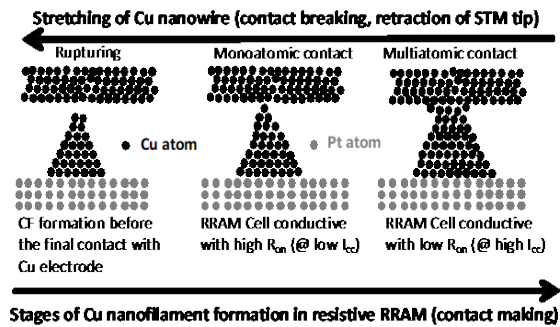 Stretching of Cu nanowire (contact breaking, retraction of STM tip)
Rupturing
Monoatomic contact
Multiatomic contact
Cu atom
Pt atom
CF formation before
the final contact with
Cu electrode
RRAM Cell conductive
with high Ron (@ low Icc)
RRAM Cell conductive
with low Ron (@ high Icc)
Stages of Cu nanofilament formation in resistive RRAM (contact making)